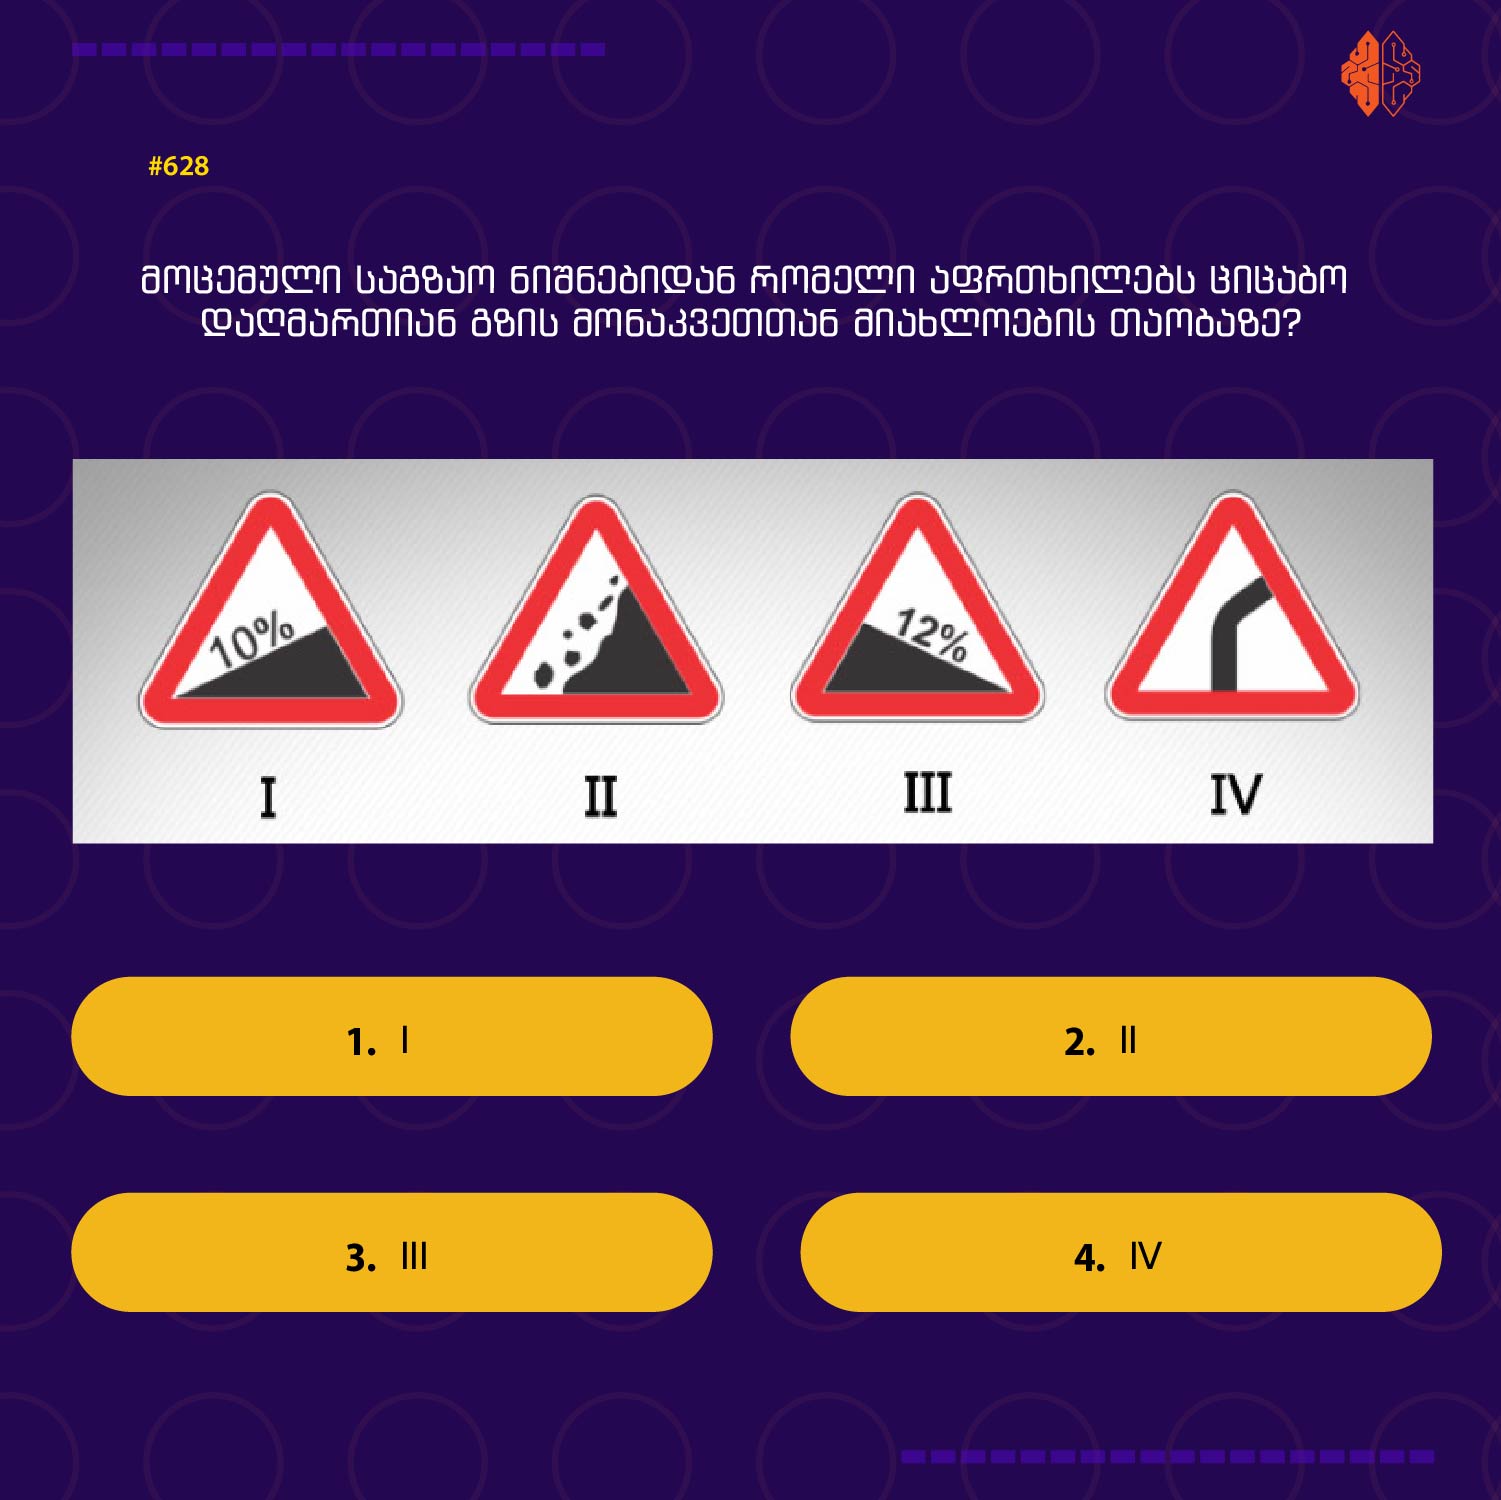 #628
მოცემული საგზაო ნიშნებიდან რომელი აფრთხილებს ციცაბო
დაღმართიან გზის მონაკვეთთან მიახლოების თაობაზე?
10%
12%
I
II
III
IV
1. I
2. II
3. III
4. IV